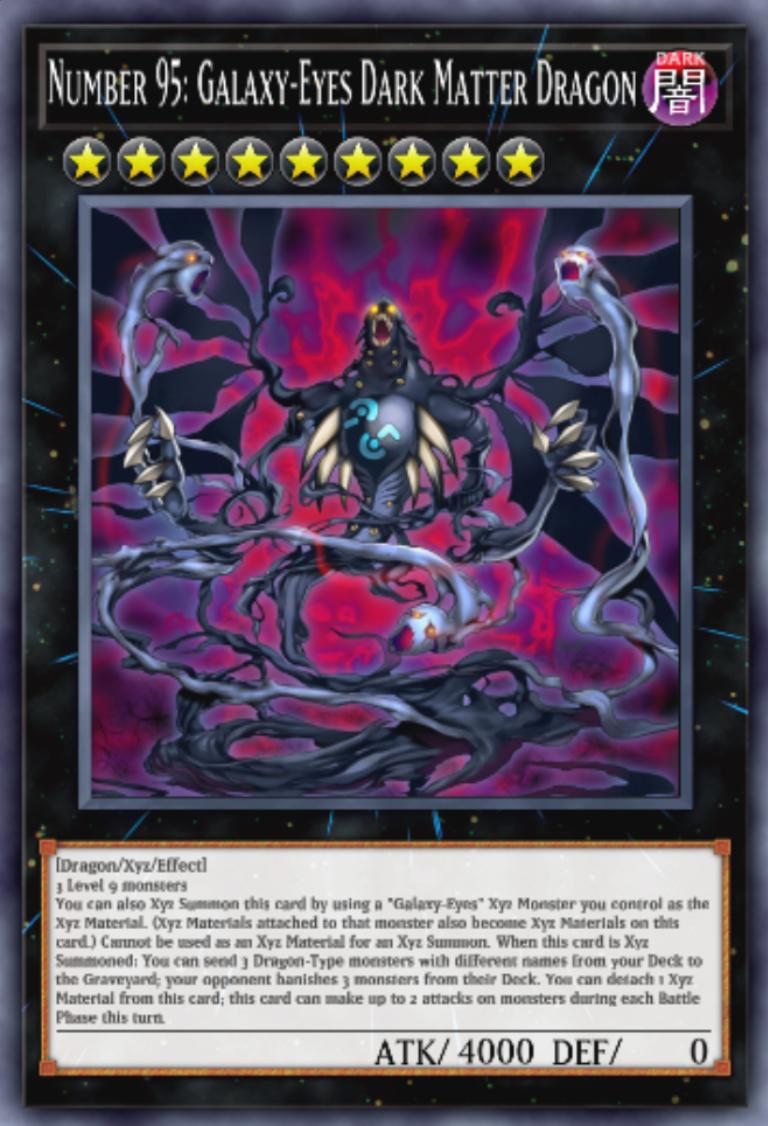 Number 95: Galaxy-Eyes Dark Matter Dragon
DARK
闇
[Dragon/Xyz/Effect]
3 Level 9 monsters
You can also Xyz Summon this card by using a "Galaxy-Eyes" Xyz Monster you control as the
Xyz Material. (Xyz Materials attached to that monster also become Xyz Materials on this
card.) Cannot be used as an Xyz Material for an Xyz Summon. When this card is Xyz
Summoned: You can send 3 Dragon-Type monsters with different names from your Deck to
the Graveyard; your opponent banishes 3 monsters from their Deck. You can detach 1 Xyz
Material from this card; this card can make up to 2 attacks on monsters during each Battle
Phase this turn.
ATK/ 4000 DEF/ 0